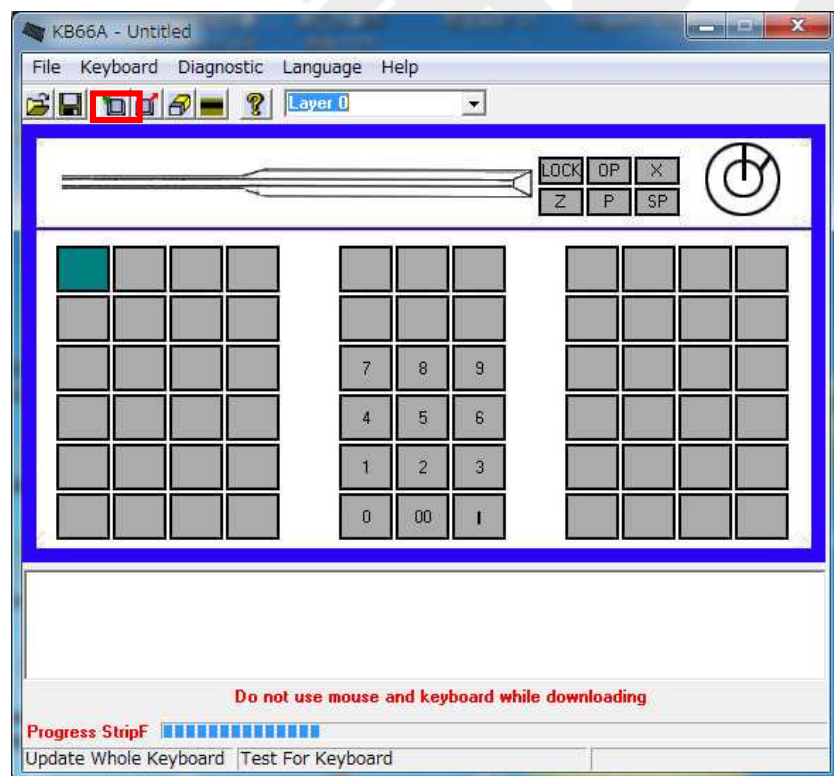 KB66A - Untitled
File Keyboard Diagnostic Language Help
Layer 0
LOCK OP X
Z P SP
7 8 9
4 5 6
1 2 3
0 00 .
Do not use mouse and keyboard while downloading
Progress StripF
Update Whole Keyboard Test For Keyboard